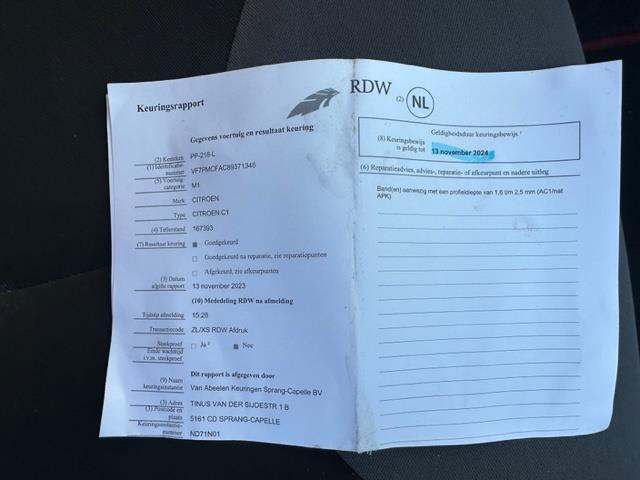 Keuringsrapport
Gegevens voertuig en resultaat keuring
(2) Kenteken PP-218-L
(1) Identificatie-
nummer VF7PMCFAC89371346
(5) Voertuig-
categorie M1
Merk CITROEN
Type CITROEN C1
(4) Tellerstand 167393
(7) Resultaat keuring Goedgekeurd
Goedgekeurd na reparatie, zie reparatiepunten
Afgekeurd, zie afkeurpunten
(3) Datum
afgifte rapport 13 november 2023
(10) Mededeling RDW na afmelding
Tijdstip afmelding 15:28
Transactiecode ZL/XS RDW Afdruk
Steekproef Ja ² Nee
Einde wachttijd
i.v.m. steekproef
Dit rapport is afgegeven door
(9) Naam
keuringsinstantie Van Abeelen Keuringen Sprang-Capelle BV
(3) Adres TINUS VAN DER SIJDESTR 1 B
(3) Postcode en
plaats 5161 CD SPRANG-CAPELLE
Keuringsinstantie-
nummer ND71N01
RDW (2) NL
Geldigheidsduur keuringsbewijs ¹
(8) Keuringsbewijs
is geldig tot 13 november 2024
(6) Reparatieadvies, advies-, reparatie- of afkeurpunt en nadere uitleg
Band(en) aanwezig met een profieldiepte van 1,6 t/m 2,5 mm (AC1/nat
APK)